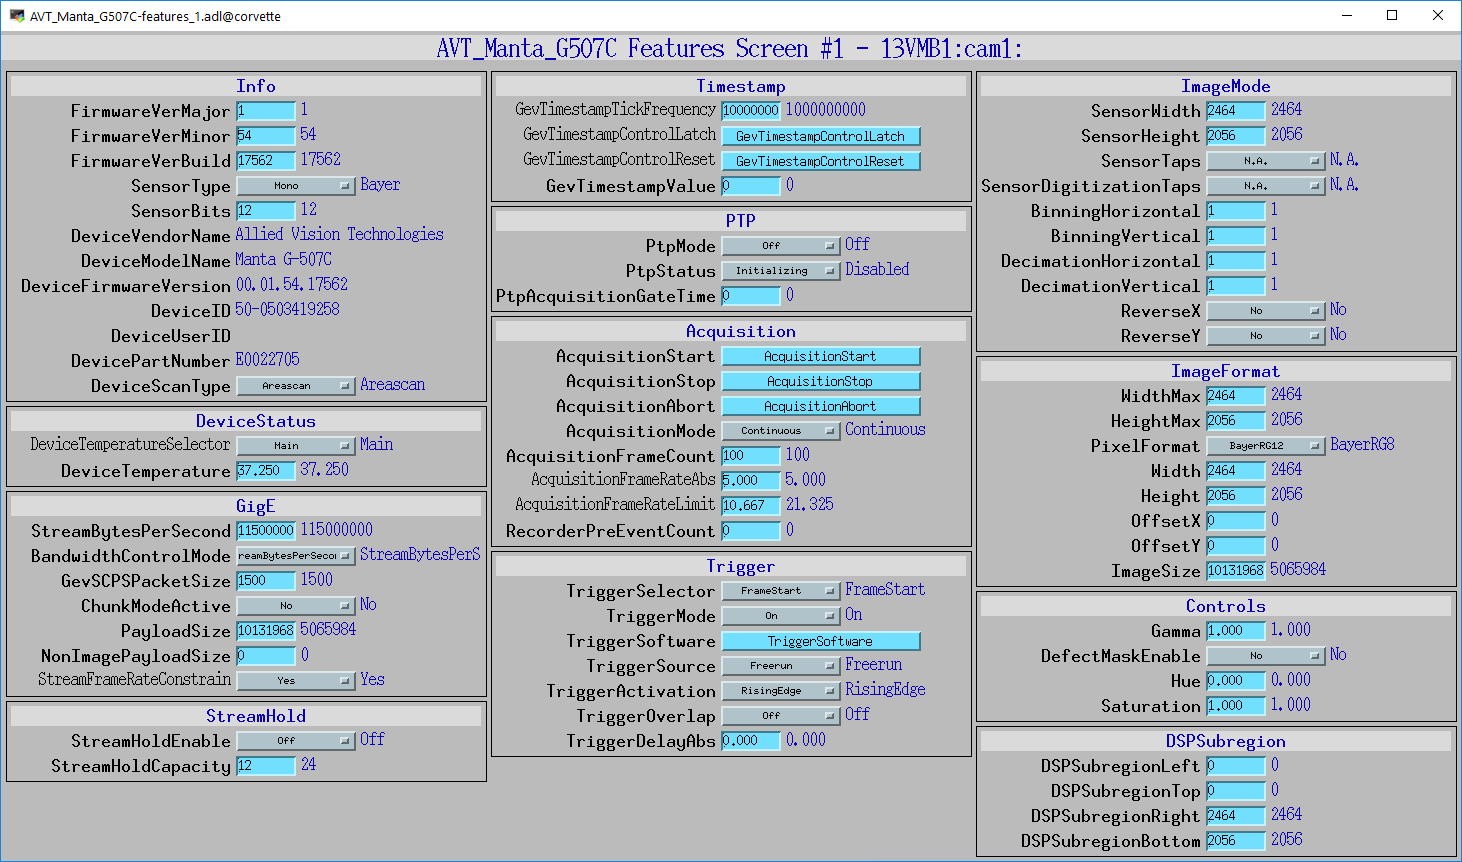 AVT_Manta_G507C-features_1.adl@corvette
AVT_Manta_G507C Features Screen #1 - 13VMB1:cam1:
Info
FirmwareVerMajor 1 1
FirmwareVerMinor 54 54
FirmwareVerBuild 17562 17562
SensorType Mono Bayer
SensorBits 12 12
DeviceVendorName Allied Vision Technologies
DeviceModelName Manta G-507C
DeviceFirmwareVersion 00.01.54.17562
DeviceID 50-0503419258
DeviceUserID
DevicePartNumber E0022705
DeviceScanType Areascan Areascan
DeviceStatus
DeviceTemperatureSelector Main Main
DeviceTemperature 37.250 37.250
GigE
StreamBytesPerSecond 11500000 115000000
BandwidthControlMode reamBytesPerSecon StreamBytesPerS
GevSCPSPacketSize 1500 1500
ChunkModeActive No No
PayloadSize 10131968 5065984
NonImagePayloadSize 0 0
StreamFrameRateConstrain Yes Yes
StreamHold
StreamHoldEnable Off Off
StreamHoldCapacity 12 24
Timestamp
GevTimestampTickFrequency 10000000 1000000000
GevTimestampControlLatch GevTimestampControlLatch
GevTimestampControlReset GevTimestampControlReset
GevTimestampValue 0 0
PTP
PtpMode Off Off
PtpStatus Initializing Disabled
PtpAcquisitionGateTime 0 0
Acquisition
AcquisitionStart AcquisitionStart
AcquisitionStop AcquisitionStop
AcquisitionAbort AcquisitionAbort
AcquisitionMode Continuous Continuous
AcquisitionFrameCount 100 100
AcquisitionFrameRateAbs 5.000 5.000
AcquisitionFrameRateLimit 10.667 21.325
RecorderPreEventCount 0 0
Trigger
TriggerSelector FrameStart FrameStart
TriggerMode On On
TriggerSoftware TriggerSoftware
TriggerSource Freerun Freerun
TriggerActivation RisingEdge RisingEdge
TriggerOverlap Off Off
TriggerDelayAbs 0.000 0.000
ImageMode
SensorWidth 2464 2464
SensorHeight 2056 2056
SensorTaps N.A. N.A.
SensorDigitizationTaps N.A. N.A.
BinningHorizontal 1 1
BinningVertical 1 1
DecimationHorizontal 1 1
DecimationVertical 1 1
ReverseX No No
ReverseY No No
ImageFormat
WidthMax 2464 2464
HeightMax 2056 2056
PixelFormat BayerRG12 BayerRG8
Width 2464 2464
Height 2056 2056
OffsetX 0 0
OffsetY 0 0
ImageSize 10131968 5065984
Controls
Gamma 1.000 1.000
DefectMaskEnable No No
Hue 0.000 0.000
Saturation 1.000 1.000
DSPSubregion
DSPSubregionLeft 0 0
DSPSubregionTop 0 0
DSPSubregionRight 2464 2464
DSPSubregionBottom 2056 2056